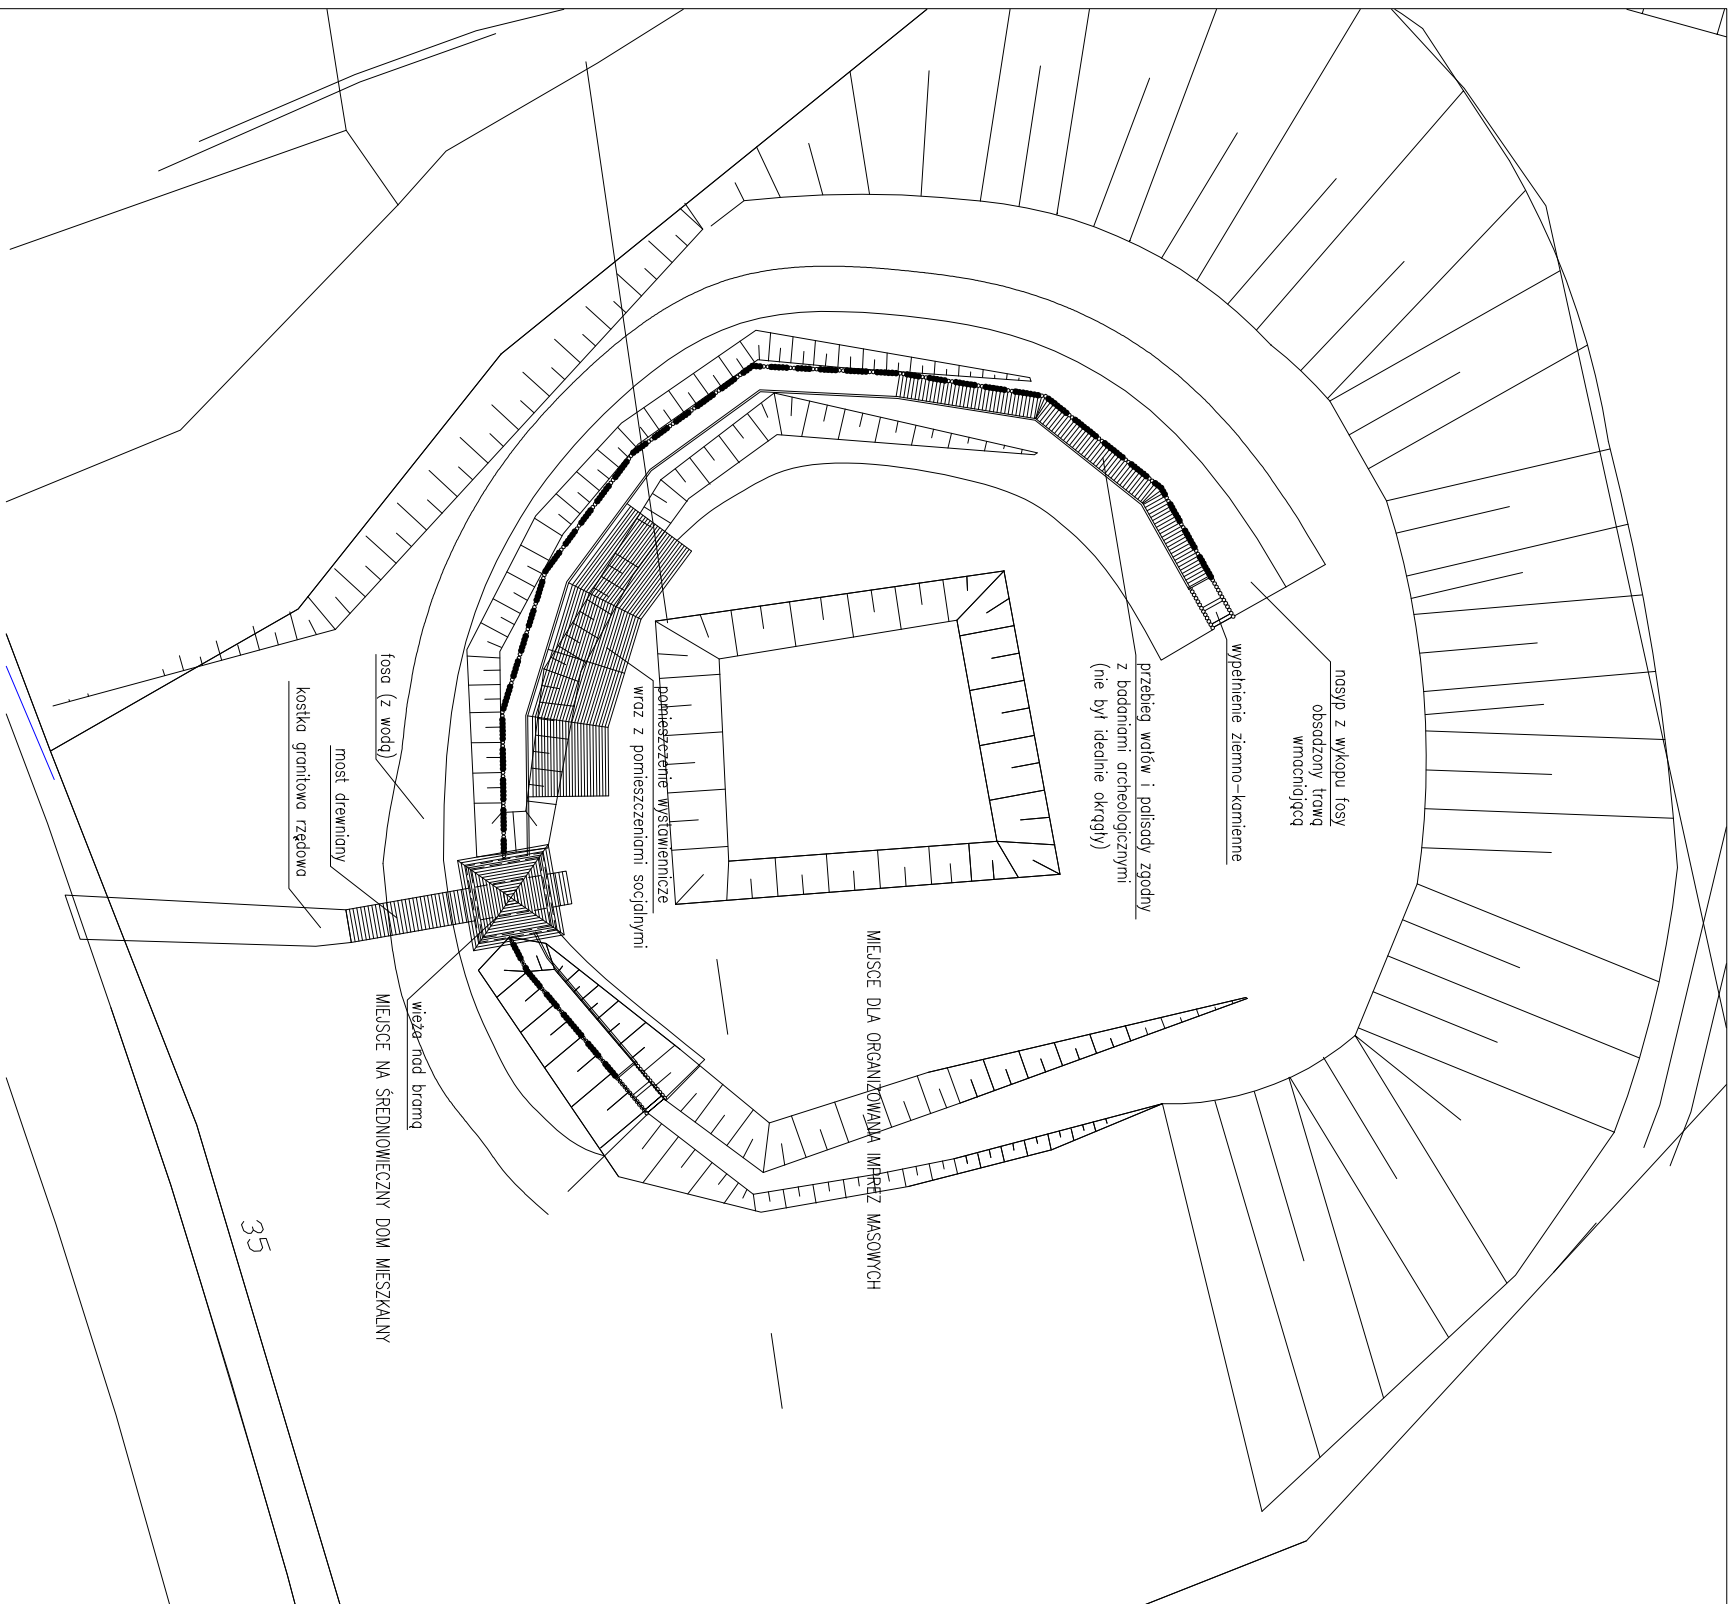 nasyp z wykopu fosy
obsadzony trawą
wmacniającą
wypełnienie ziemno-kamienne
przebieg wałów i palisady zgodny
z badaniami archeologicznymi
(nie był idealnie okrągły)
MIEJSCE DLA ORGANIZOWANIA IMPREZ MASOWYCH
pomieszczenie wystawiennicze
wraz z pomieszczeniami socjalnymi
wieża nad bramą
MIEJSCE NA ŚREDNIOWIECZNY DOM MIESZKALNY
fosa (z wodą)
most drewniany
kostka granitowa rzędowa
35